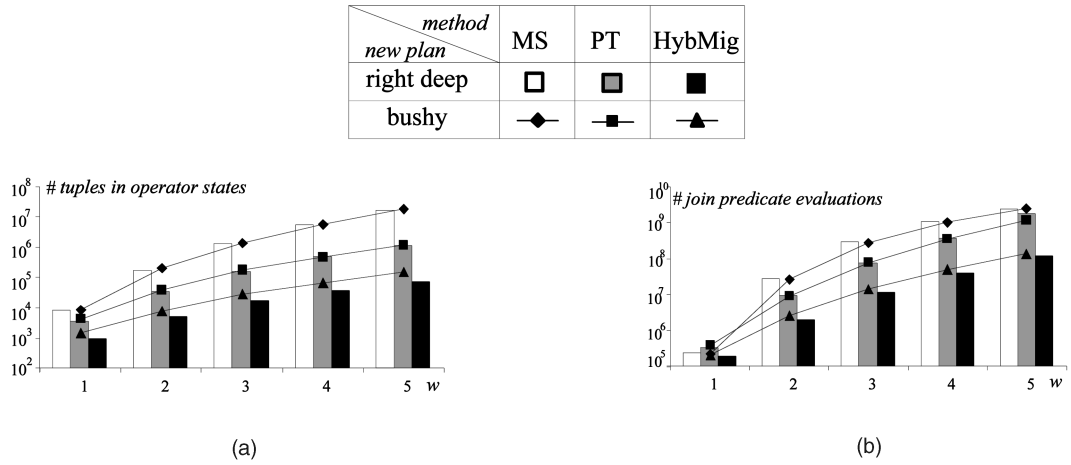 method
new plan
MS PT HybMig
right deep
bushy
# tuples in operator states
10^8
10^7
10^6
10^5
10^4
10^3
10^2
1 2 3 4 5 w
(a)
# join predicate evaluations
10^10
10^9
10^8
10^7
10^6
10^5
1 2 3 4 5 w
(b)